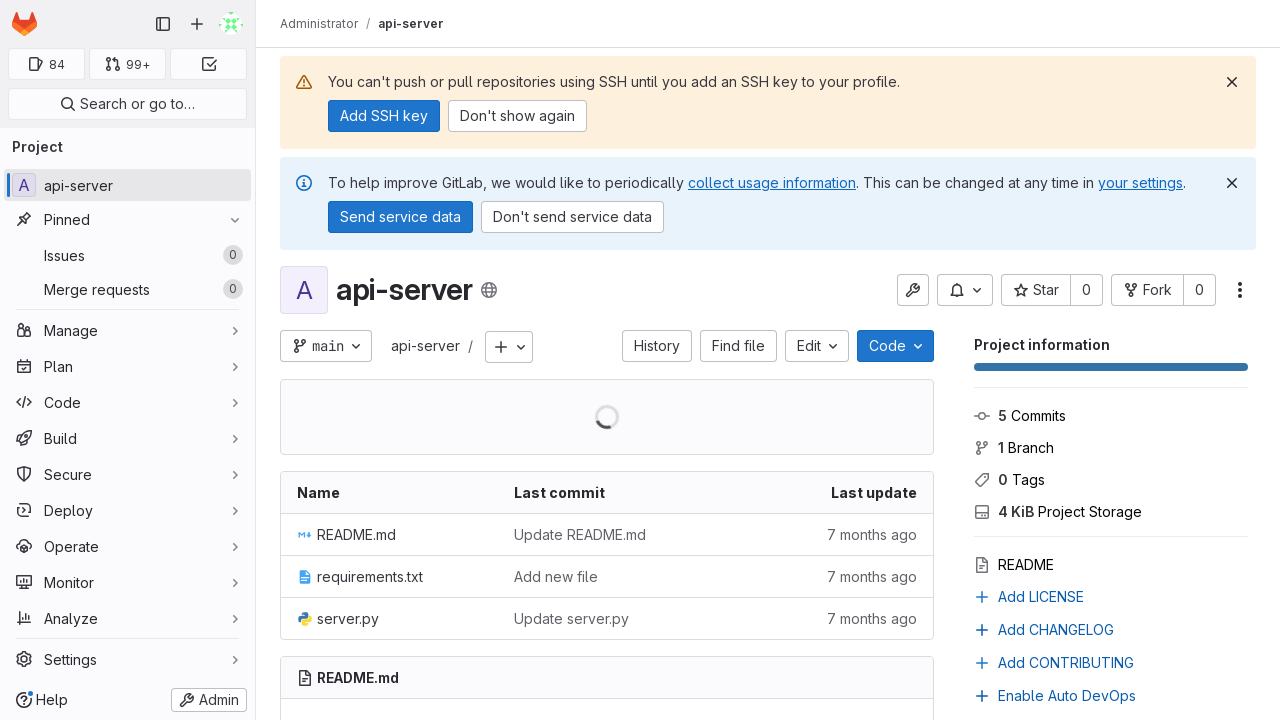 Administrator / api-server
84
99+
Search or go to…
Project
A api-server
Pinned
Issues 0
Merge requests 0
Manage
Plan
Code
Build
Secure
Deploy
Operate
Monitor
Analyze
Settings
Help
Admin
You can't push or pull repositories using SSH until you add an SSH key to your profile.
Add SSH key
Don't show again
To help improve GitLab, we would like to periodically collect usage information. This can be changed at any time in your settings.
Send service data
Don't send service data
A api-server
Star 0
Fork 0
main
api-server /
History
Find file
Edit
Code
Name Last commit Last update
README.md Update README.md 7 months ago
requirements.txt Add new file 7 months ago
server.py Update server.py 7 months ago
README.md
Project information
5 Commits
1 Branch
0 Tags
4 KiB Project Storage
README
Add LICENSE
Add CHANGELOG
Add CONTRIBUTING
Enable Auto DevOps